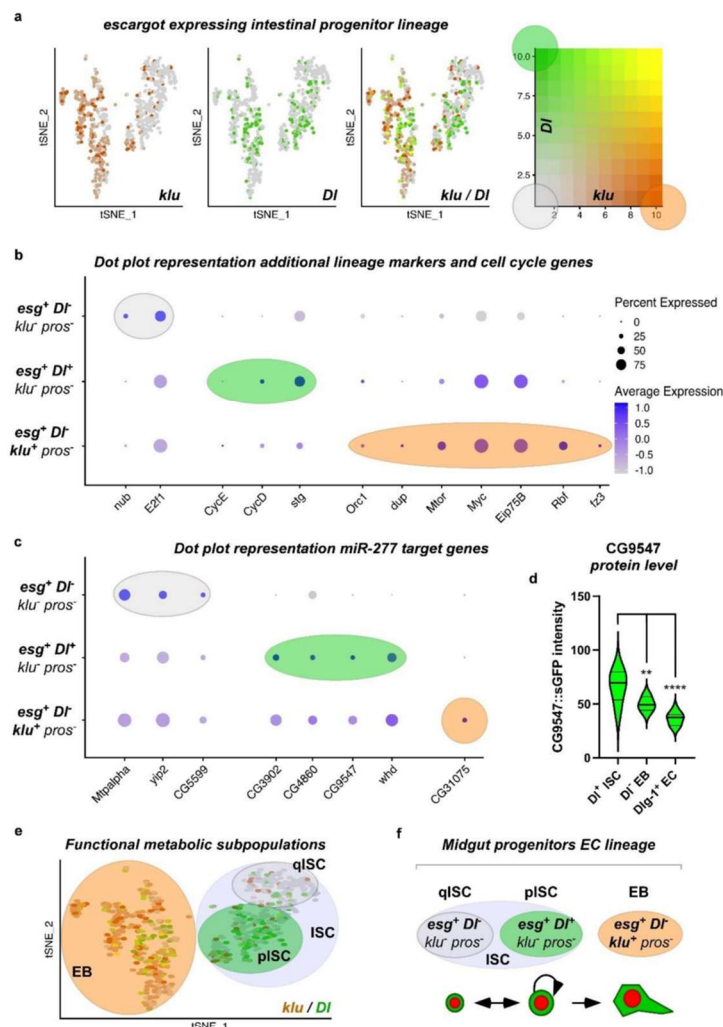 a
escargot expressing intestinal progenitor lineage
tSNE_2
klu
tSNE_1
tSNE_2
Dl
tSNE_1
tSNE_2
klu / Dl
tSNE_1
10.0
7.5
5.0
2.5
Dl
klu
2 4 6 8 10
b
Dot plot representation additional lineage markers and cell cycle genes
esg+ Dl-
klu- pros-
esg+ Dl+
klu- pros-
esg+ Dl-
klu+ pros-
nub E2f1 CycE CycD stg Orc1 dup Mtor Myc Eip75B Rbf fz3
Percent Expressed
0
25
50
75
Average Expression
1.0
0.5
0.0
-0.5
-1.0
c
Dot plot representation miR-277 target genes
esg+ Dl-
klu- pros-
esg+ Dl+
klu- pros-
esg+ Dl-
klu+ pros-
Mtpalpha yip2 CG5599 CG3902 CG4860 CG9547 whd CG31075
d
CG9547
protein level
CG9547::sGFP intensity
150
100
50
0
**
****
Dl+ ISC
Dl- EB
Dlg-1+ EC
e
Functional metabolic subpopulations
tSNE_2
EB
qISC
ISC
pISC
klu / Dl
tSNE_1
f
Midgut progenitors EC lineage
qISC pISC EB
esg+ Dl- esg+ Dl+ esg+ Dl-
klu- pros- klu- pros- klu+ pros-
ISC